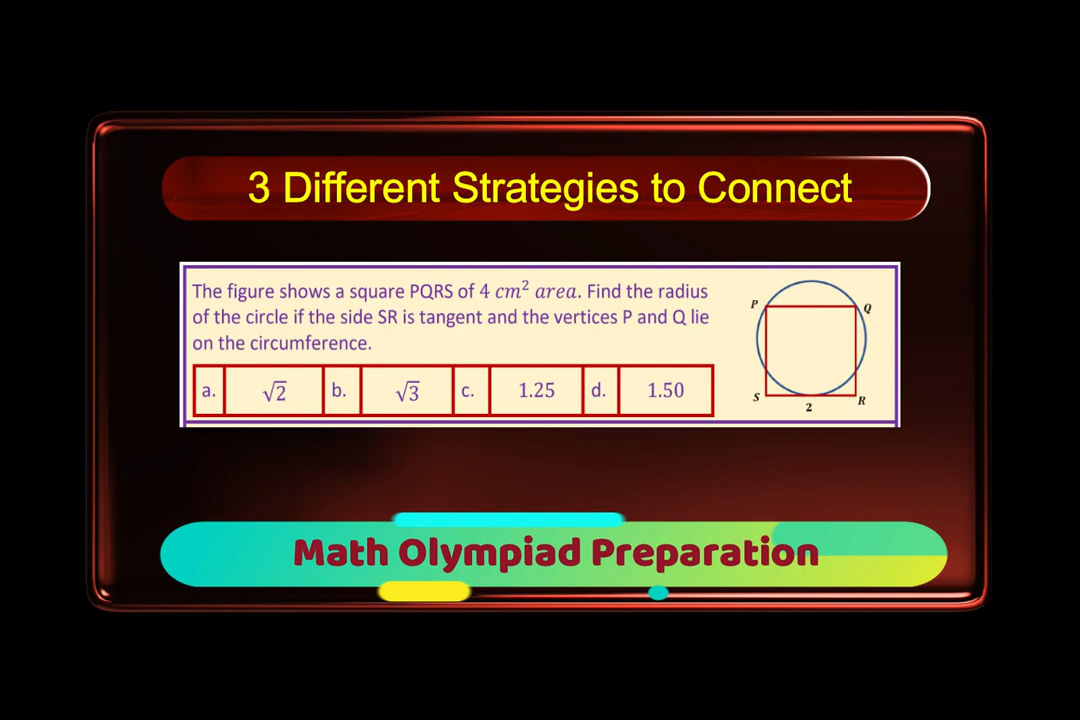 3 Different Strategies to Connect
The figure shows a square PQRS of 4 cm² area. Find the radius
of the circle if the side SR is tangent and the vertices P and Q lie
on the circumference.
a. √2 b. √3 c. 1.25 d. 1.50
P Q
S R
2
Math Olympiad Preparation